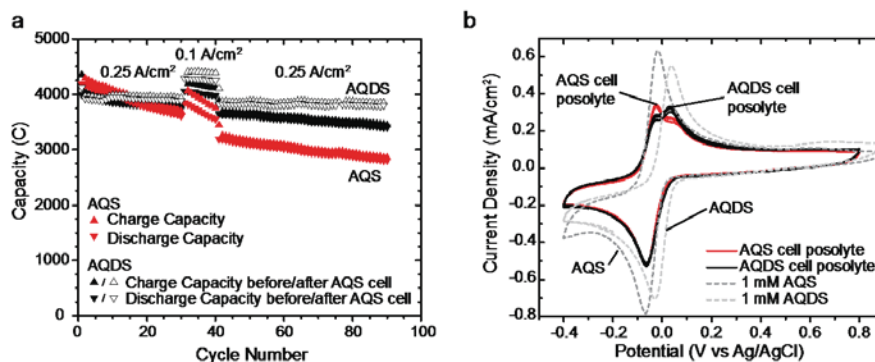 a
0.1 A/cm²
0.25 A/cm²
0.25 A/cm²
AQDS
AQS
AQS
Charge Capacity
Discharge Capacity
AQDS
/ Charge Capacity before/after AQS cell
/ Discharge Capacity before/after AQS cell
5000
4000
3000
2000
1000
0
Capacity (C)
0 20 40 60 80 100
Cycle Number
b
AQS cell
posolyte
AQDS cell
posolyte
AQDS
AQS
AQS cell posolyte
AQDS cell posolyte
1 mM AQS
1 mM AQDS
0.6
0.4
0.2
0.0
-0.2
-0.4
-0.6
-0.8
Current Density (mA/cm²)
-0.4 -0.2 0.0 0.2 0.4 0.6 0.8
Potential (V vs Ag/AgCl)